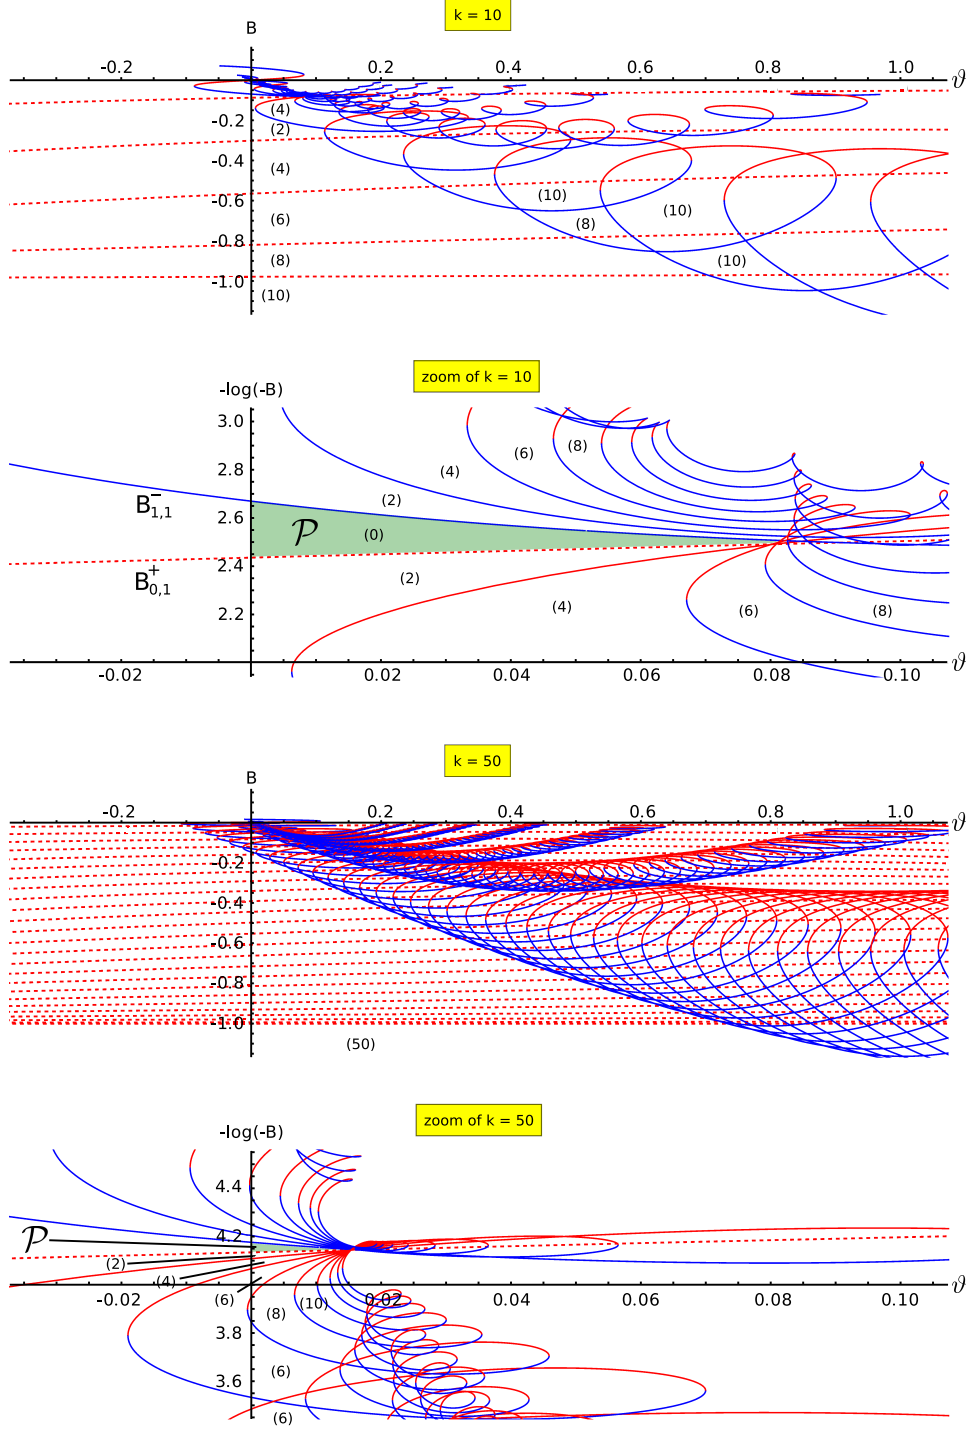 k = 10
B
-0.2 0.2 0.4 0.6 0.8 1.0 ϑ
(4)
-0.2 (2)
-0.4 (4)
-0.6 (6) (10) (10)
(8)
-0.8 (8) (10)
-1.0 (10)
zoom of k = 10
-log(-B)
3.0
2.8 (4) (6) (8)
B⁻₁,₁ (2)
2.6 𝒫 (0)
2.4
B⁺₀,₁ (2)
2.2 (4) (6) (8)
-0.02 0.02 0.04 0.06 0.08 0.10 ϑ
k = 50
B
-0.2 0.2 0.4 0.6 0.8 1.0 ϑ
-0.2
-0.4
-0.6
-0.8
-1.0
(50)
zoom of k = 50
-log(-B)
4.4
𝒫 4.2
(2)
(4)
-0.02 0.02 0.04 0.06 0.08 0.10 ϑ
(6) (8) (10)
3.8
(6)
3.6
(6)